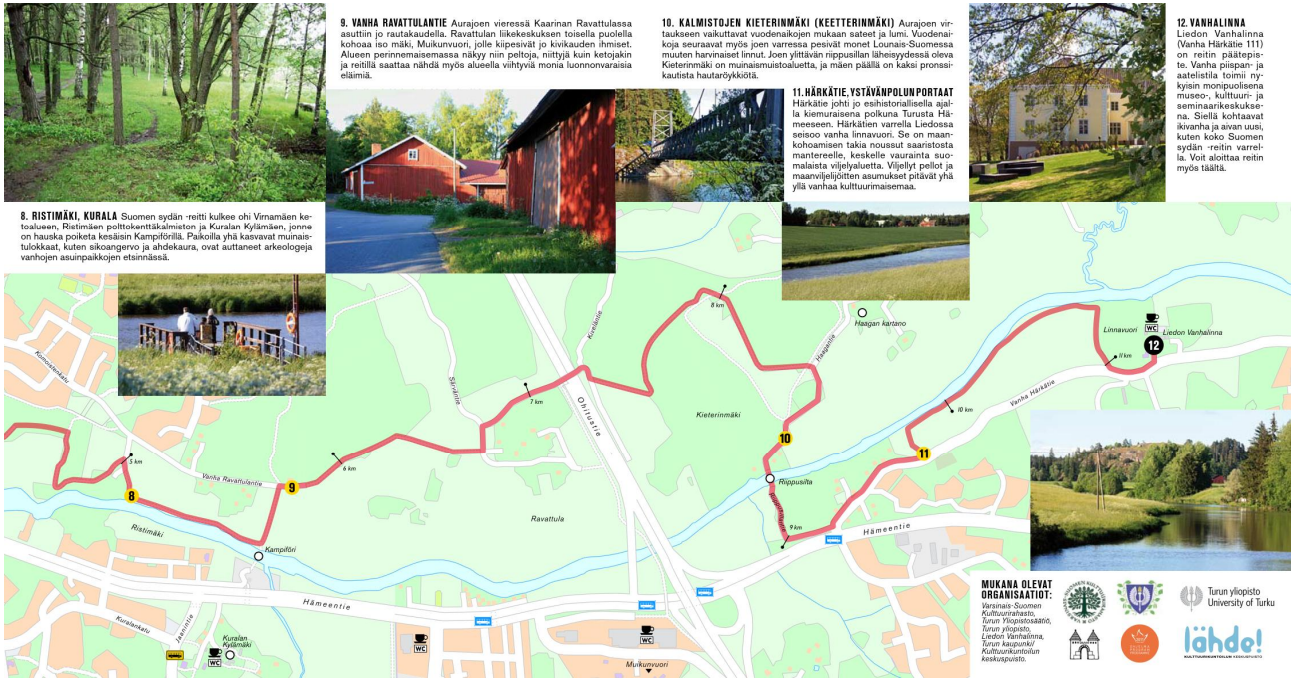 9. VANHA RAVATTULANTIE Aurajoen vieressä Kaarinan Ravattulassa
asuttiin jo rautakaudella. Ravattulan liikekeskuksen toisella puolella
kohoaa iso mäki, Muikunvuori, jolle kiipesivät jo kivikauden ihmiset.
Alueen perinnemaisemassa näkyy niin peltoja, niittyjä kuin ketojakin
ja reitillä saattaa nähdä myös alueella viihtyviä monia luonnonvaraisia
eläimiä.
10. KALMISTOJEN KIETERINMÄKI (KEETTERINMÄKI) Aurajoen vir-
taukseen vaikuttavat vuodenaikojen mukaan sateet ja lumi. Vuodenai-
koja seuraavat myös joen varressa pesivät monet Lounais-Suomessa
muuten harvinaiset linnut. Joen ylittävän riippusillan läheisyydessä oleva
Kieterinmäki on muinaismuistoaluetta, ja mäen päällä on kaksi pronssi-
kautista hautaröykkiötä.
11. HÄRKÄTIE, YSTÄVÄNPOLUN PORTAAT
Härkätie johti jo esihistoriallisella ajal-
la kiemuraisena polkuna Turusta Hä-
meeseen. Härkätien varrella Liedossa
seisoo vanha linnavuori. Se on maan-
kohoamisen takia noussut saaristosta
mantereelle, keskelle vaurainta suo-
malaista viljelyaluetta. Viljellyt pellot ja
maanviljelijöitten asumukset pitävät yhä
yllä vanhaa kulttuurimaisemaa.
12. VANHALINNA
Liedon Vanhalinna
(Vanha Härkätie 111)
on reitin päätepis-
te. Vanha piispan- ja
aatelistila toimii ny-
kyisin monipuolisena
museo-, kulttuuri- ja
seminaarikeskukse-
na. Siellä kohtaavat
ikivanha ja aivan uusi,
kuten koko Suomen
sydän -reitin varrel-
la. Voit aloittaa reitin
myös täältä.
8. RISTIMÄKI, KURALA Suomen sydän -reitti kulkee ohi Virnamäen ke-
toalueen, Ristimäen polttokenttäkalmiston ja Kuralan Kylämäen, jonne
on hauska poiketa kesäisin Kampiförillä. Paikoilla yhä kasvavat muinais-
tulokkaat, kuten sikoangervo ja ahdekaura, ovat auttaneet arkeologeja
vanhojen asuinpaikkojen etsinnässä.
8 km
Haagan kartano
Haagantie
Kiveläntie
Ohitustie
Särväntie
7 km
Komoistenkatu
Kieterinmäki
10
Linnavuori
WC
Liedon Vanhalinna
12
11 km
Vanha Härkätie
10 km
11
5 km
8
Vanha Ravattulantie
9
6 km
Riippusilta
Riippusillantie
9 km
Hämeentie
Ristimäki
Ravattula
Kampiföri
Hämeentie
Kuralankatu
Jaanintie
Kuralan
Kylämäki
WC
WC
WC
Muikunvuori
MUKANA OLEVAT
ORGANISAATIOT:
Varsinais-Suomen
Kulttuurirahasto,
Turun Yliopistosäätiö,
Turun yliopisto,
Liedon Vanhalinna,
Turun kaupunki/
Kulttuurikuntoilun
keskuspuisto.
Turun yliopisto
University of Turku
lähde!
KULTTUURIKUNTOILUN KESKUSPUISTO